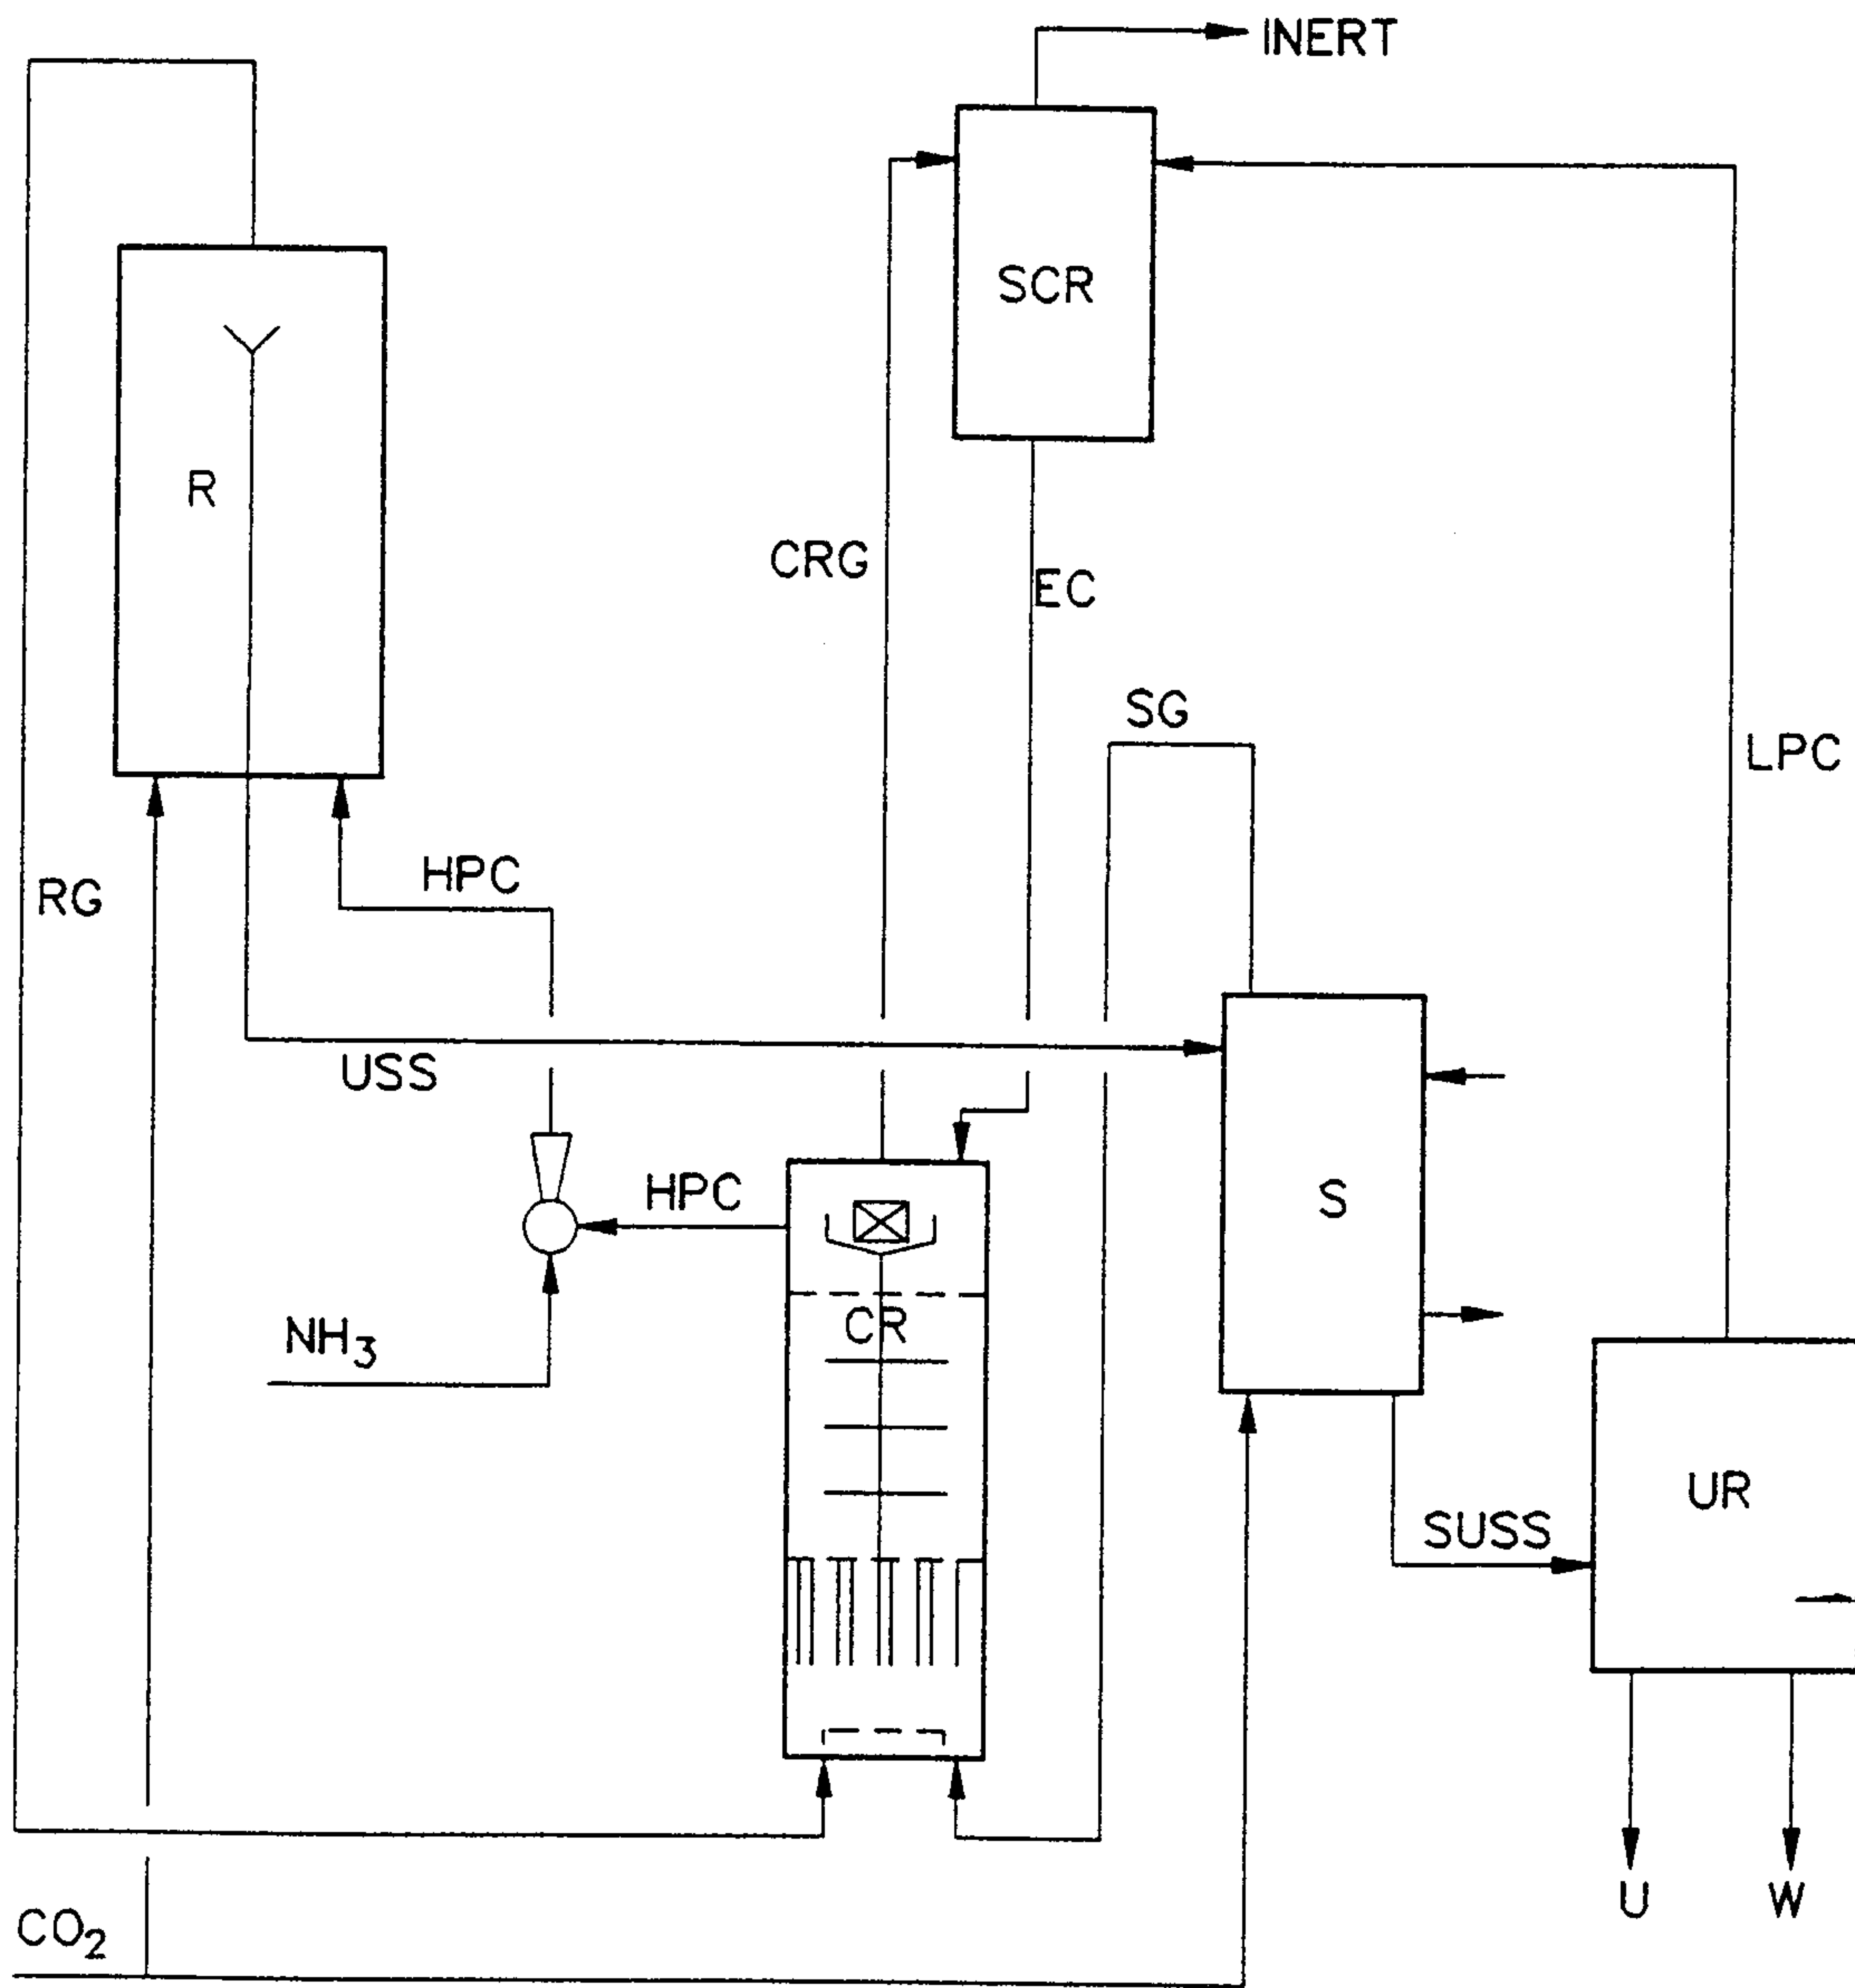 INERT
SCR
R
CRG
EC
SG
LPC
HPC
RG
USS
HPC
S
CR
NH₃
UR
SUSS
U
W
CO₂